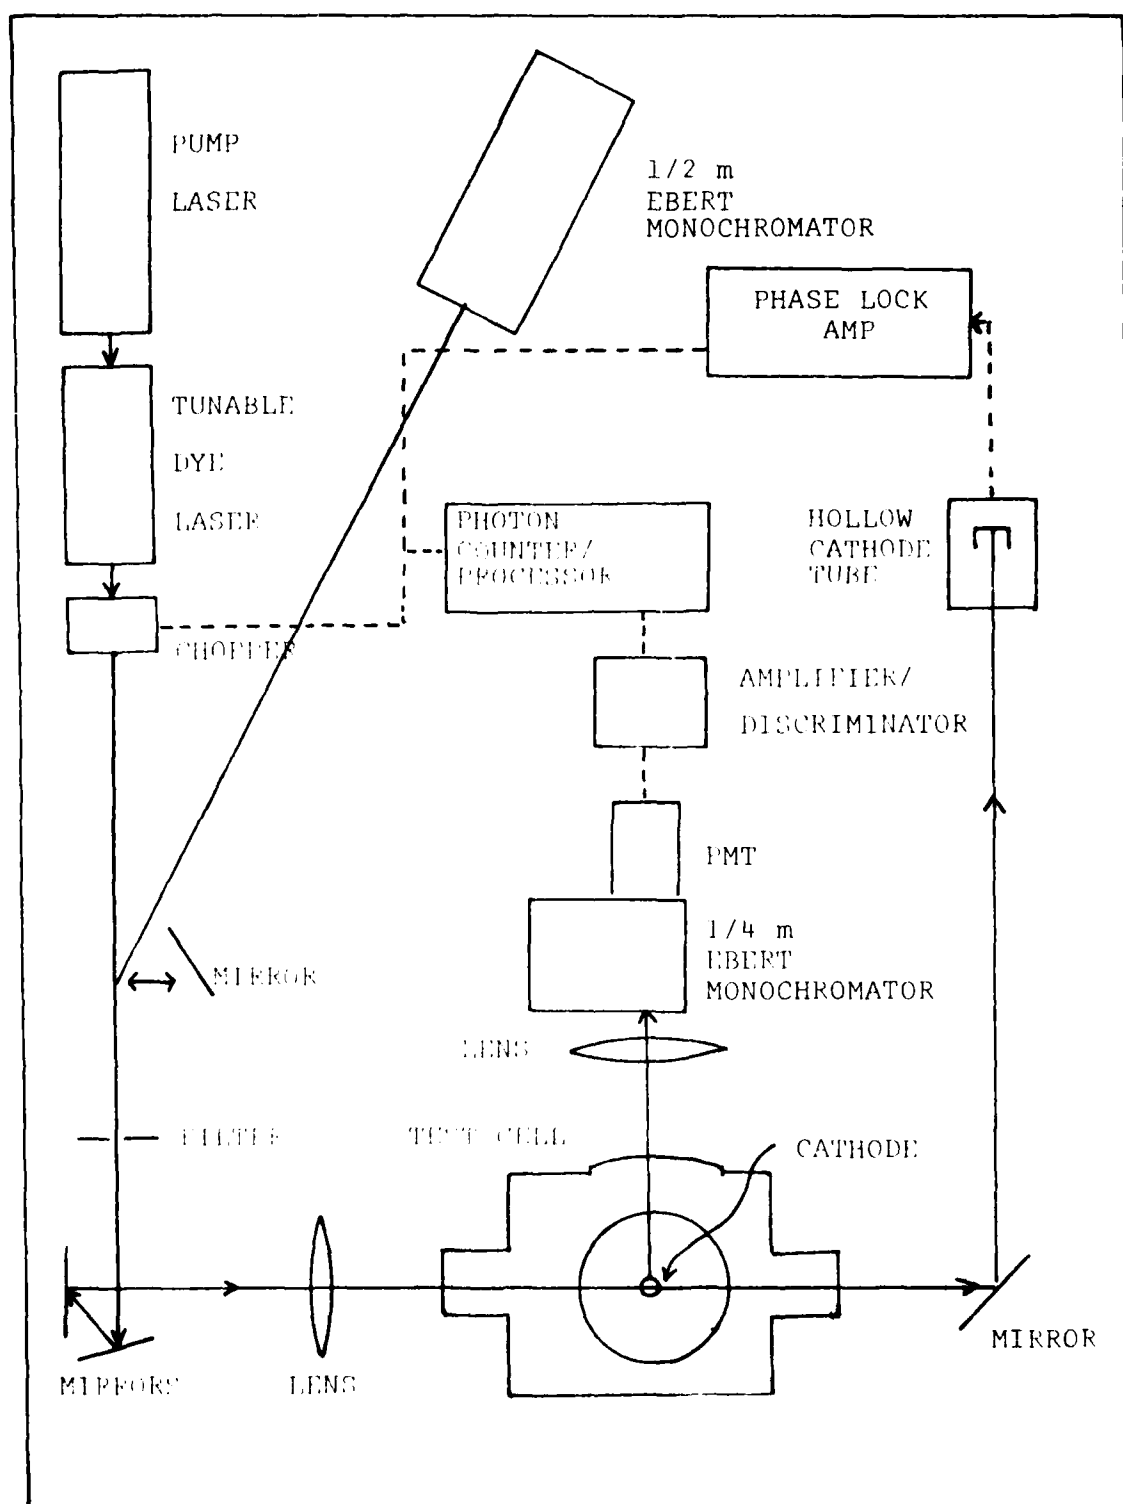 PUMP
LASER
1/2 m
EBERT
MONOCHROMATOR
PHASE LOCK
AMP
TUNABLE
DYE
LASER
PHOTON
COUNTER/
PROCESSOR
HOLLOW
CATHODE
TUBE
CHOPPER
AMPLIFIER/
DISCRIMINATOR
PMT
1/4 m
EBERT
MONOCHROMATOR
MIRROR
LENS
FILTER
TEST CELL
CATHODE
MIRROR
MIRRORS
LENS